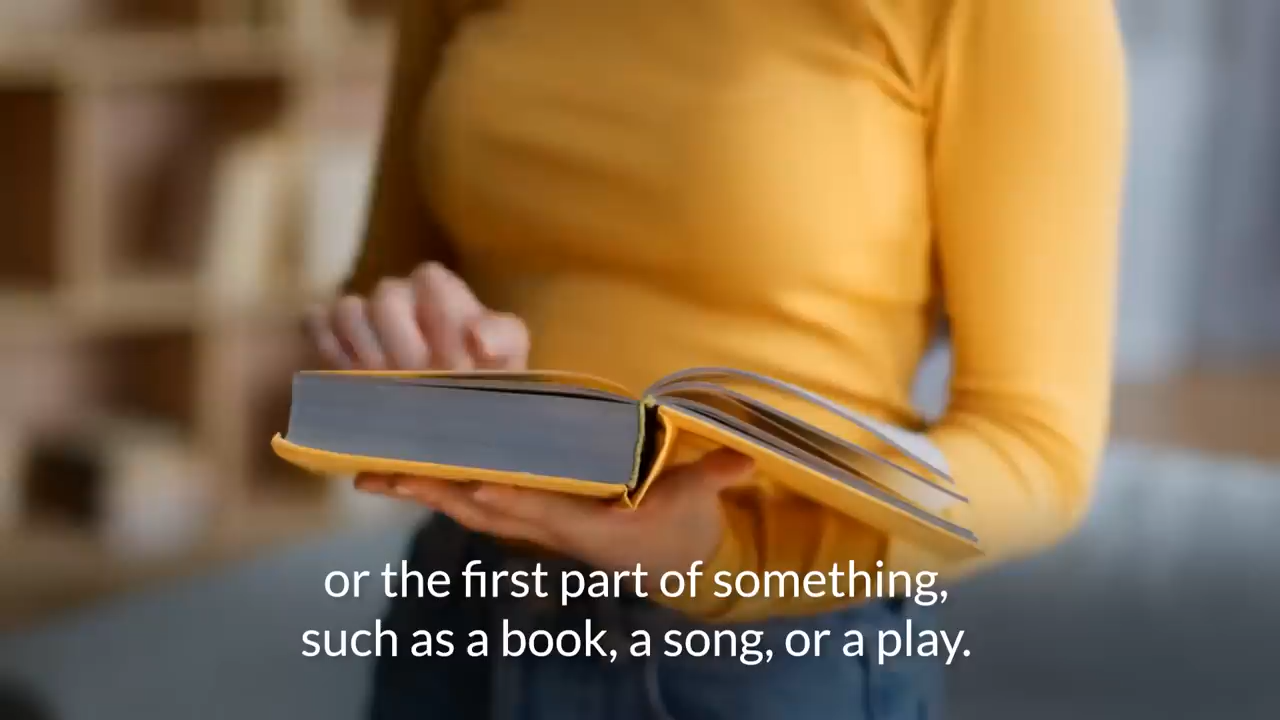 or the first part of something,
such as a book, a song, or a play.